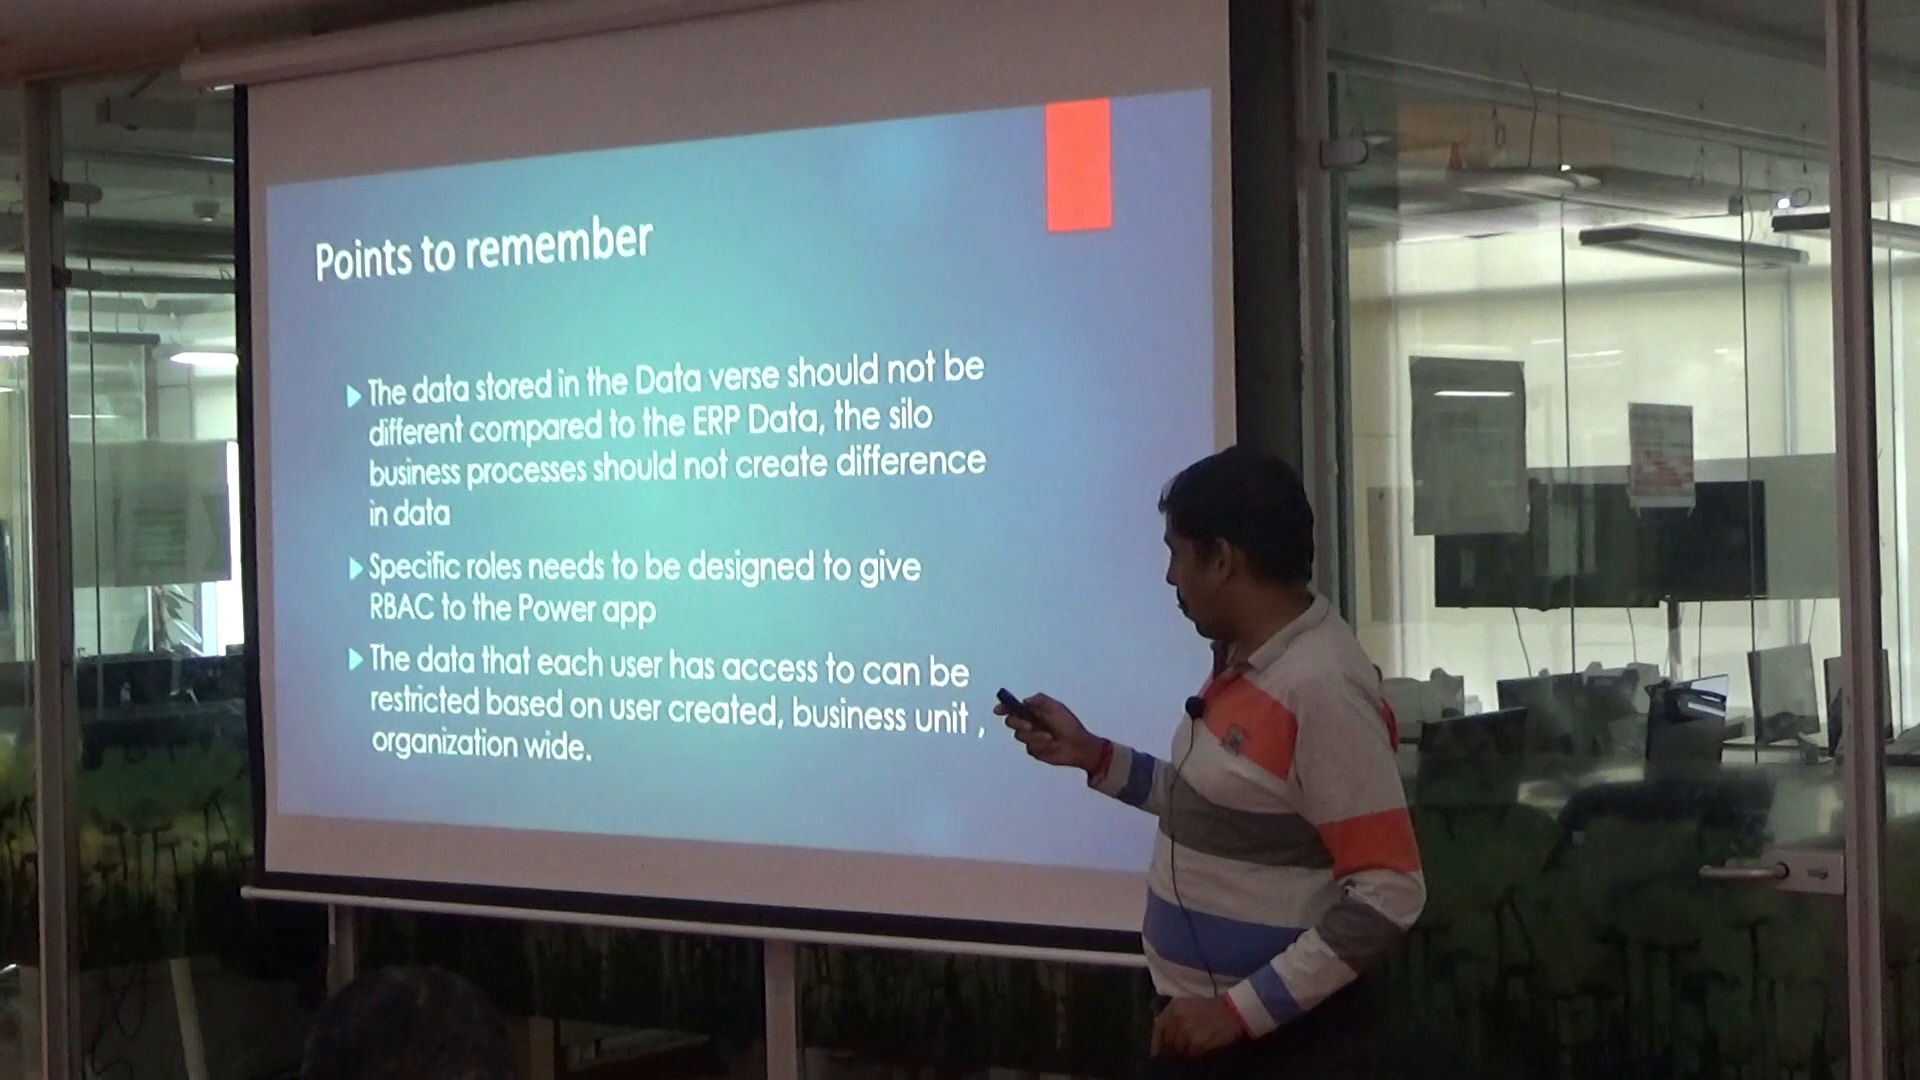 Points to remember
The data stored in the Data verse should not be
different compared to the ERP Data, the silo
business processes should not create difference
in data
Specific roles needs to be designed to give
RBAC to the Power app
The data that each user has access to can be
restricted based on user created, business unit ,
organization wide.